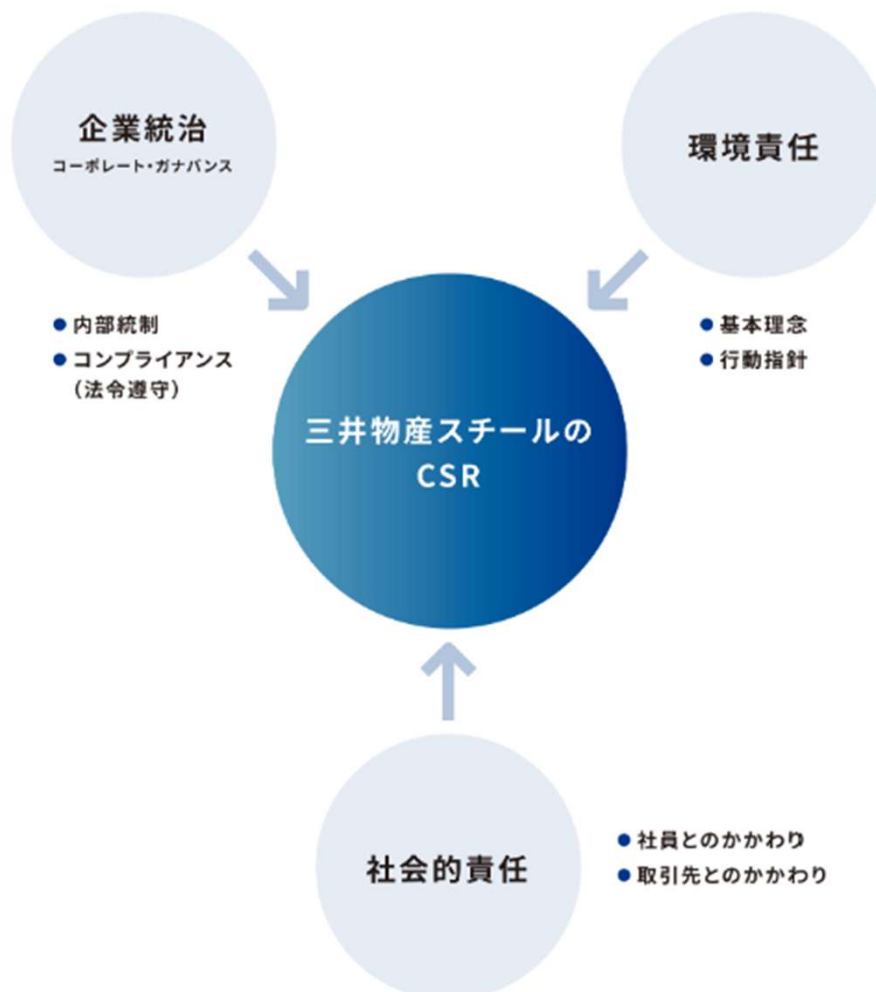 企業統治
コーポレート・ガナバンス
環境責任
● 内部統制
● コンプライアンス
（法令遵守）
● 基本理念
● 行動指針
三井物産スチールの
CSR
社会的責任
● 社員とのかかわり
● 取引先とのかかわり